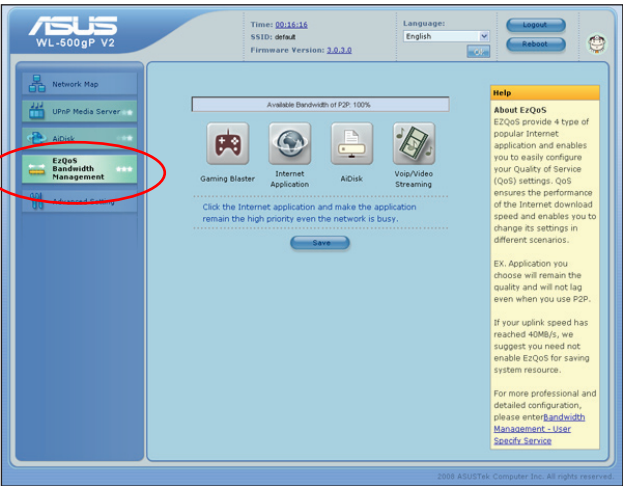 ASUS
WL-500gP V2
Time: 00:16:16
SSID: default
Firmware Version: 3.0.3.0
Language:
English
Go
Logout
Reboot
Network Map
UPnP Media Server
AiDisk
EzQoS
Bandwidth
Management
Advanced Setting
Available Bandwidth of P2P: 100%
Gaming Blaster
Internet
Application
AiDisk
Voip/Video
Streaming
Click the Internet application and make the application
remain the high priority even the network is busy.
Save
Help
About EzQoS
EZQoS provide 4 type of
popular Internet
application and enables
you to easily configure
your Quality of Service
(QoS) settings. QoS
ensures the performance
of the Internet download
speed and enables you to
change its settings in
different scenarios.
EX. Application you
choose will remain the
quality and will not lag
even when you use P2P.
If your uplink speed has
reached 40MB/s, we
suggest you need not
enable EzQoS for saving
system resource.
For more professional and
detailed configuration,
please enterBandwidth
Management - User
Specify Service
2008 ASUSTek Computer Inc. All rights reserved.